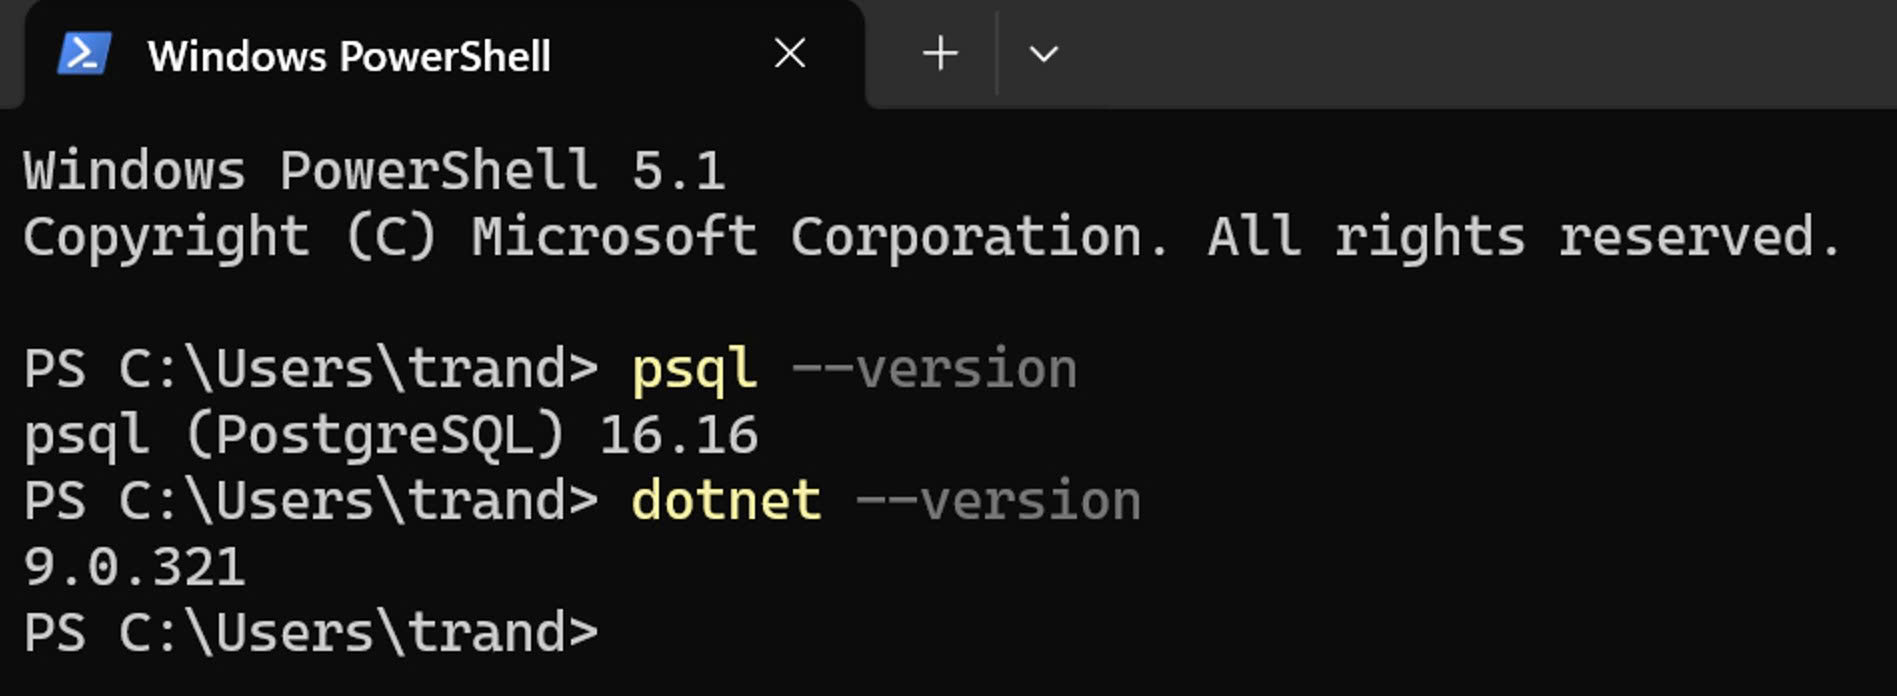 Windows PowerShell
Windows PowerShell 5.1
Copyright (C) Microsoft Corporation. All rights reserved.
PS C:\Users\trand> psql --version
psql (PostgreSQL) 16.16
PS C:\Users\trand> dotnet --version
9.0.321
PS C:\Users\trand>